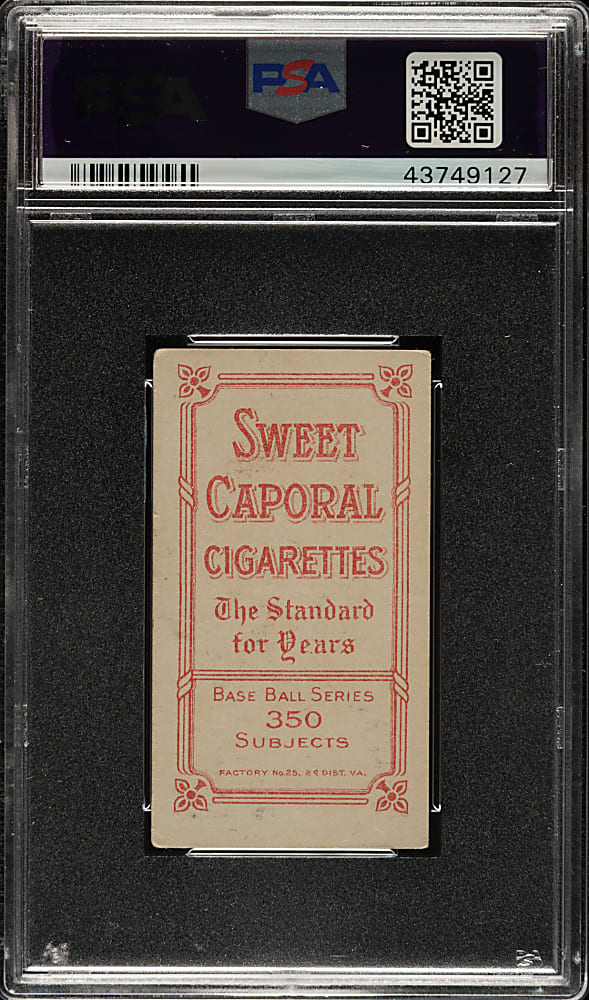 PSA
43749127
SWEET
CAPORAL
CIGARETTES
The Standard
for Years
BASE BALL SERIES
350
SUBJECTS
FACTORY No. 25, 2d DIST. VA.